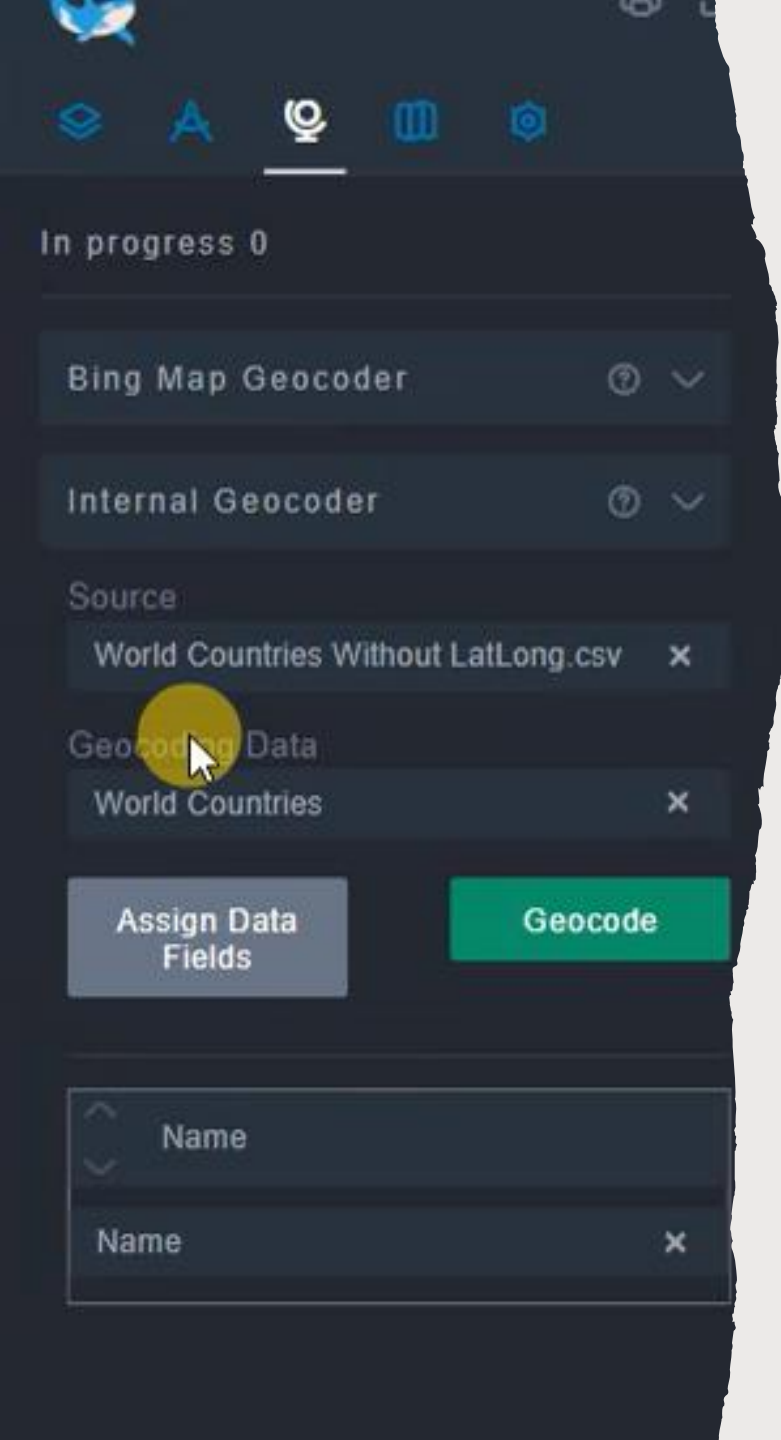 In progress 0
Bing Map Geocoder
Internal Geocoder
Source
World Countries Without LatLong.csv
Geocoding Data
World Countries
Assign Data
Fields
Geocode
Name
Name